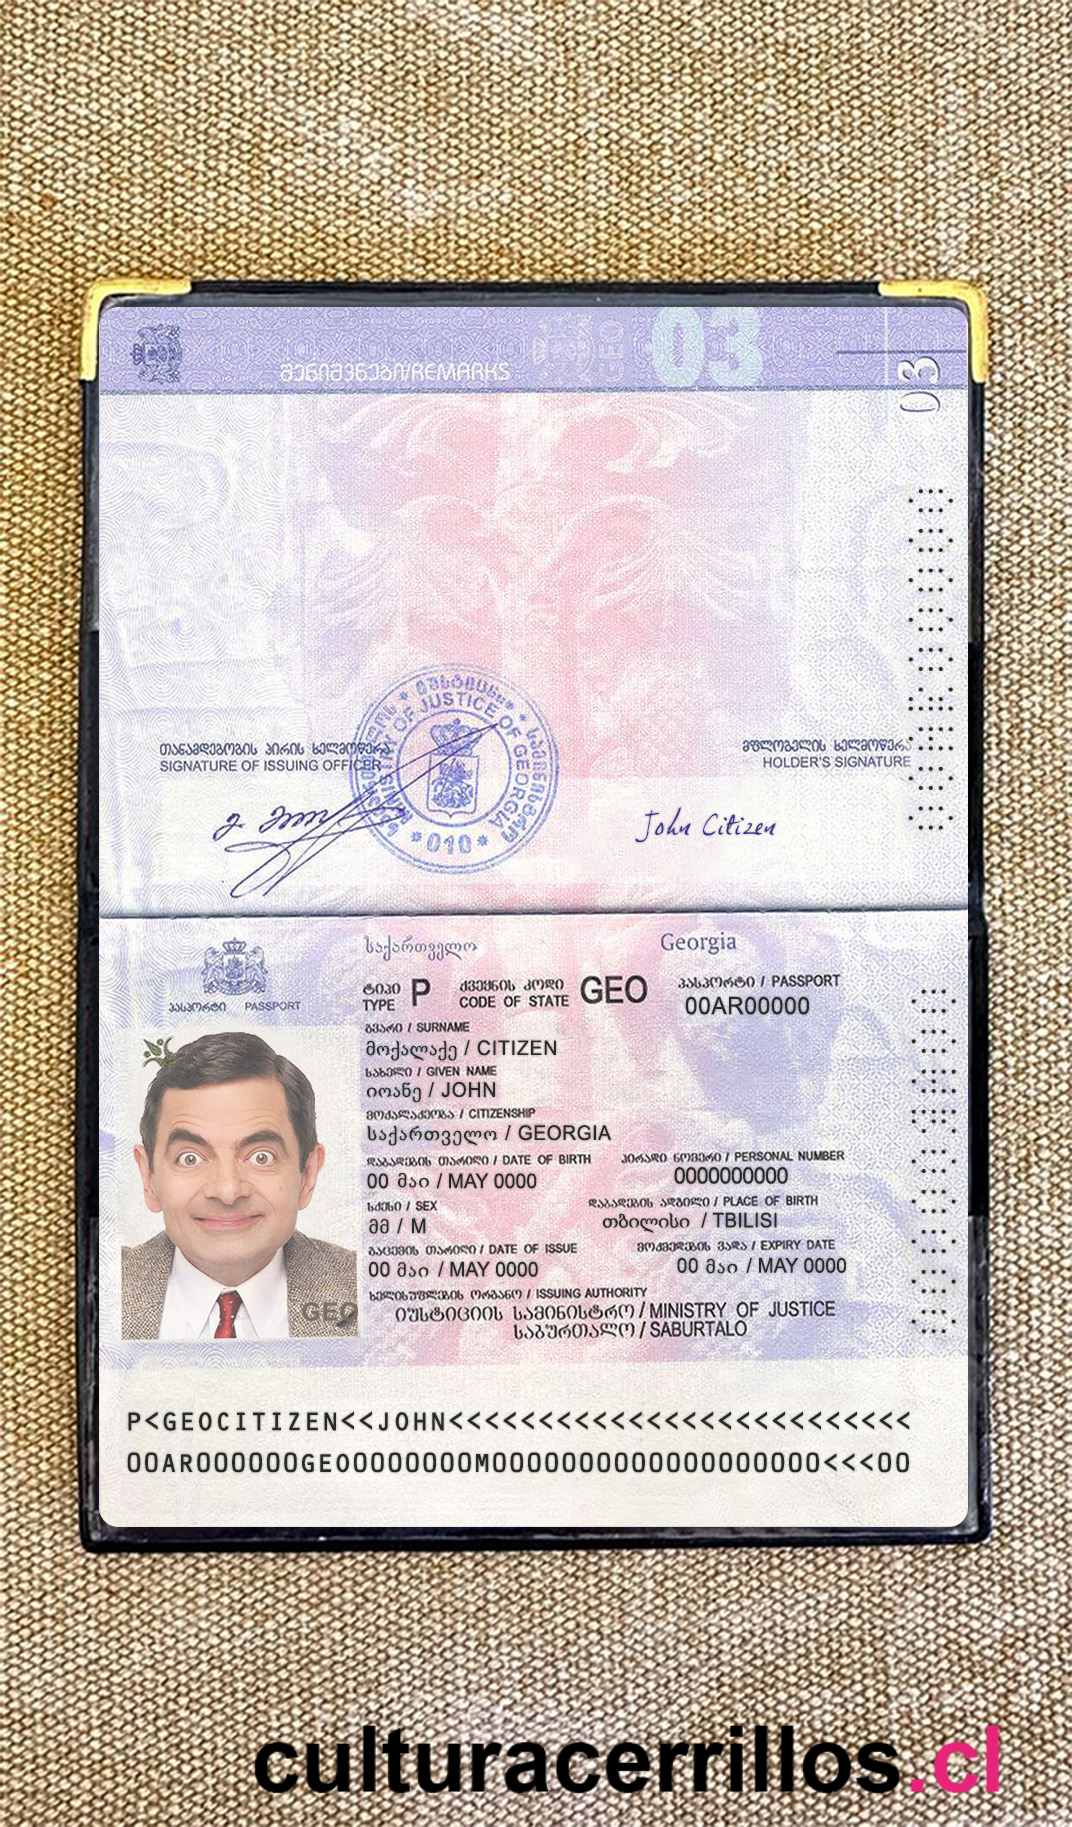 შენიშვნები/REMARKS
03
03
თანამდებობის პირის ხელმოწერა
SIGNATURE OF ISSUING OFFICER
მფლობელის ხელმოწერა
HOLDER'S SIGNATURE
MINISTRY OF JUSTICE OF GEORGIA
*010*
John Citizen
საქართველო Georgia
პასპორტი PASSPORT
ტიპი TYPE P
ქვეყნის კოდი CODE OF STATE GEO
პასპორტი / PASSPORT
00AR00000
გვარი / SURNAME
მოქალაქე / CITIZEN
სახელი / GIVEN NAME
იოანე / JOHN
მოქალაქეობა / CITIZENSHIP
საქართველო / GEORGIA
დაბადების თარიღი / DATE OF BIRTH პირადი ნომერი / PERSONAL NUMBER
00 მაი / MAY 0000 0000000000
სქესი / SEX დაბადების ადგილი / PLACE OF BIRTH
მმ / M თბილისი / TBILISI
გაცემის თარიღი / DATE OF ISSUE მოქმედების ვადა / EXPIRY DATE
00 მაი / MAY 0000 00 მაი / MAY 0000
ხელისუფლების ორგანო / ISSUING AUTHORITY
იუსტიციის სამინისტრო / MINISTRY OF JUSTICE
საბურთალო / SABURTALO
GEO
P<GEOCITIZEN<<JOHN<<<<<<<<<<<<<<<<<<<<<<<<<<
00AR000000GEO0000000M0000000000000000000<<<00
culturacerrillos.cl